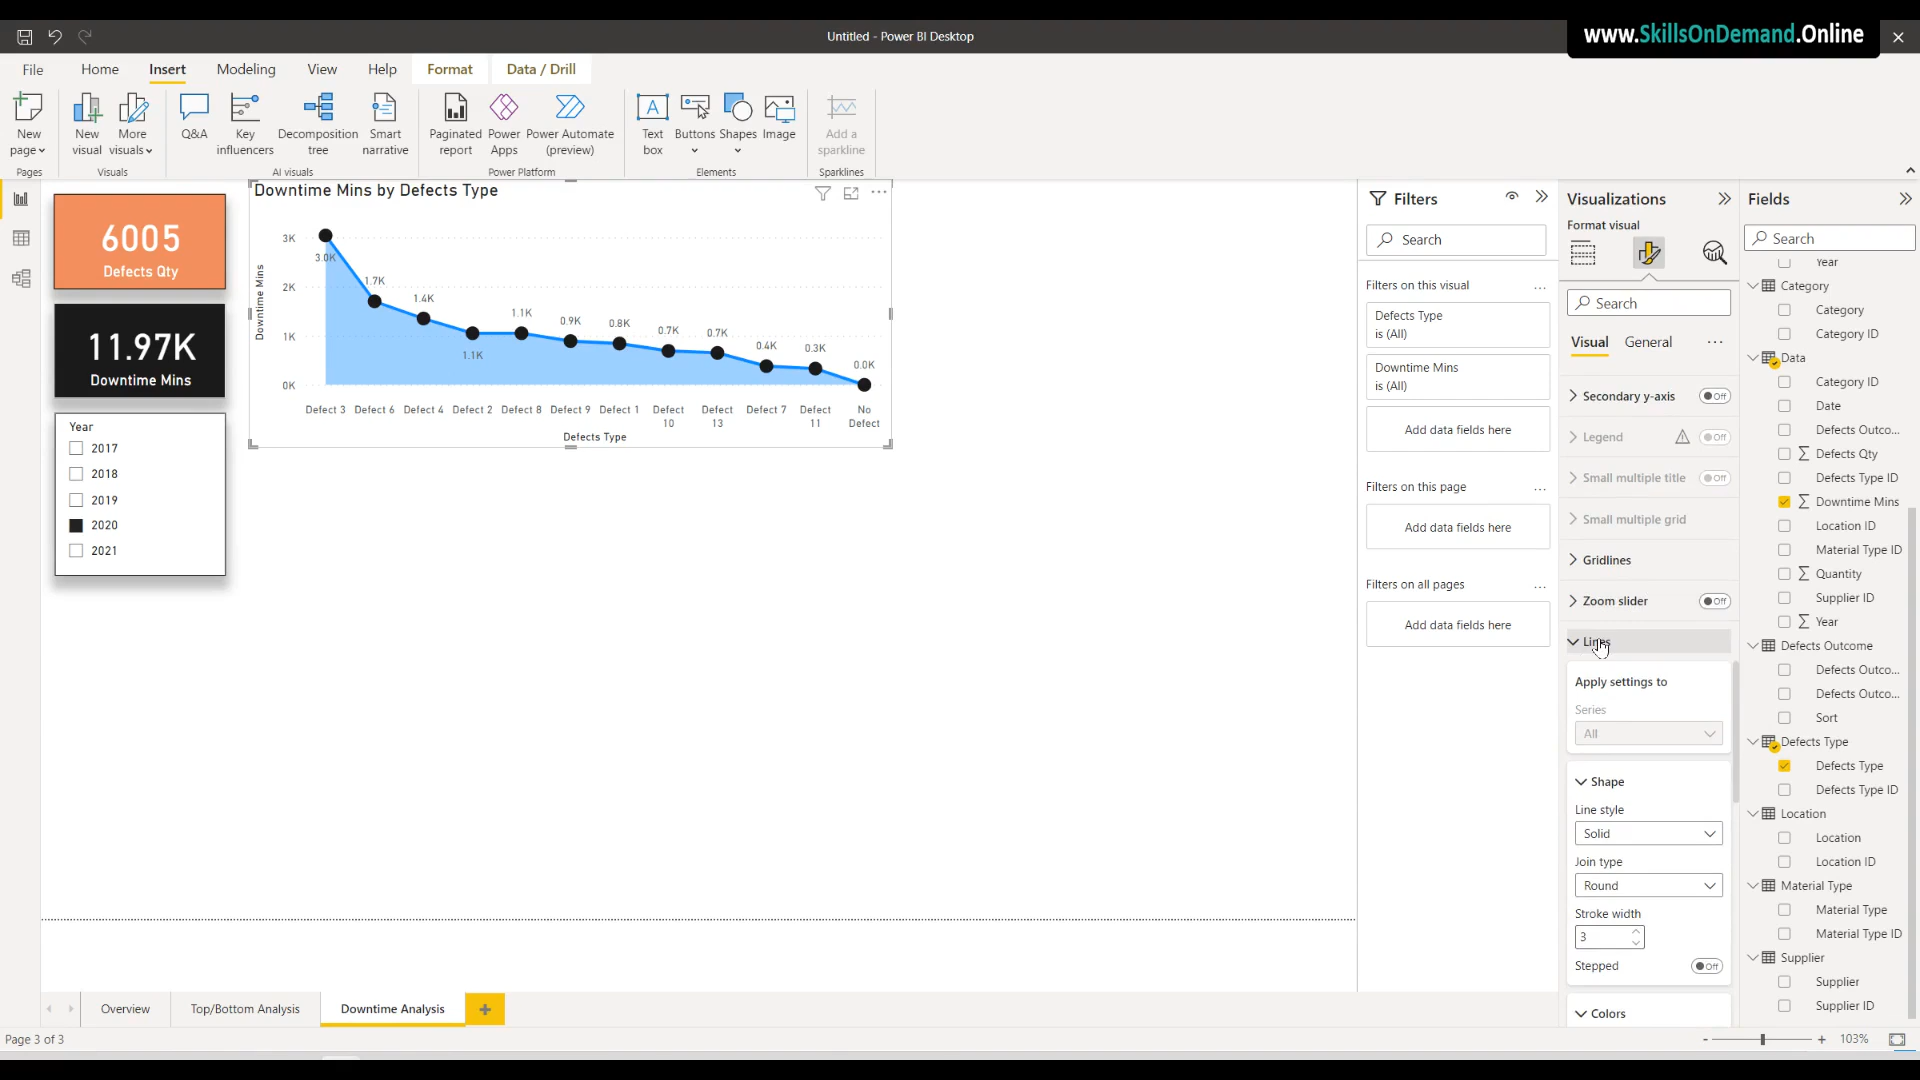 Untitled - Power BI Desktop
www.SkillsOnDemand.Online
File
Home
Insert
Modeling
View
Help
Format
Data / Drill
New
page
New
visual
More
visuals
Q&A
Key
influencers
Decomposition
tree
Smart
narrative
Paginated
report
Power
Apps
Power Automate
(preview)
A
Text
box
Buttons
Shapes
Image
Add a
sparkline
Pages
Visuals
AI visuals
Power Platform
Elements
Sparklines
6005
Defects Qty
11.97K
Downtime Mins
Year
2017
2018
2019
2020
2021
Downtime Mins by Defects Type
Downtime Mins
3K
2K
1K
0K
3.0K
1.7K
1.4K
1.1K
1.1K
0.9K
0.8K
0.7K
0.7K
0.4K
0.3K
0.0K
Defect 3
Defect 6
Defect 4
Defect 2
Defect 8
Defect 9
Defect 1
Defect
10
Defect
13
Defect 7
Defect
11
No
Defect
Defects Type
Filters
Search
Filters on this visual
Defects Type
is (All)
Downtime Mins
is (All)
Add data fields here
Filters on this page
Add data fields here
Filters on all pages
Add data fields here
Visualizations
Format visual
Search
Visual
General
Secondary y-axis
Off
Legend
Off
Small multiple title
Off
Small multiple grid
Gridlines
Zoom slider
Off
Lines
Apply settings to
Series
All
Shape
Line style
Solid
Join type
Round
Stroke width
3
Stepped
Off
Colors
Fields
Search
Year
Category
Category
Category ID
Data
Category ID
Date
Defects Outco...
Defects Qty
Defects Type ID
Downtime Mins
Location ID
Material Type ID
Quantity
Supplier ID
Year
Defects Outcome
Defects Outco...
Defects Outco...
Sort
Defects Type
Defects Type
Defects Type ID
Location
Location
Location ID
Material Type
Material Type
Material Type ID
Supplier
Supplier
Supplier ID
Overview
Top/Bottom Analysis
Downtime Analysis
Page 3 of 3
103%